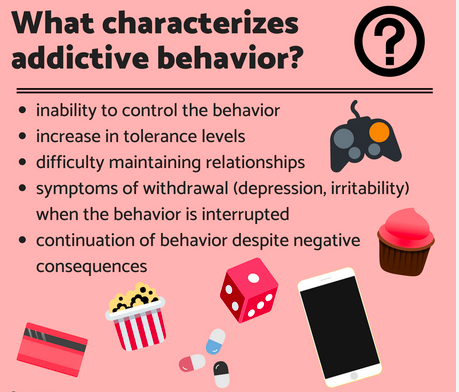 What characterizes
addictive behavior?
• inability to control the behavior
• increase in tolerance levels
• difficulty maintaining relationships
• symptoms of withdrawal (depression, irritability)
when the behavior is interrupted
• continuation of behavior despite negative
consequences